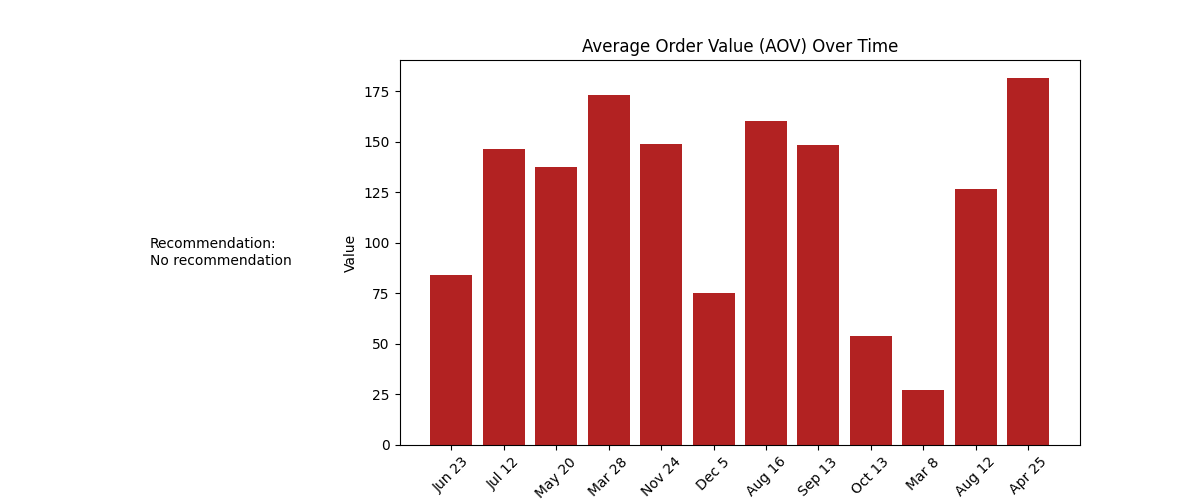 Average Order Value (AOV) Over Time
Recommendation:
No recommendation
Value
175
150
125
100
75
50
25
0
Jun 23
Jul 12
May 20
Mar 28
Nov 24
Dec 5
Aug 16
Sep 13
Oct 13
Mar 8
Aug 12
Apr 25